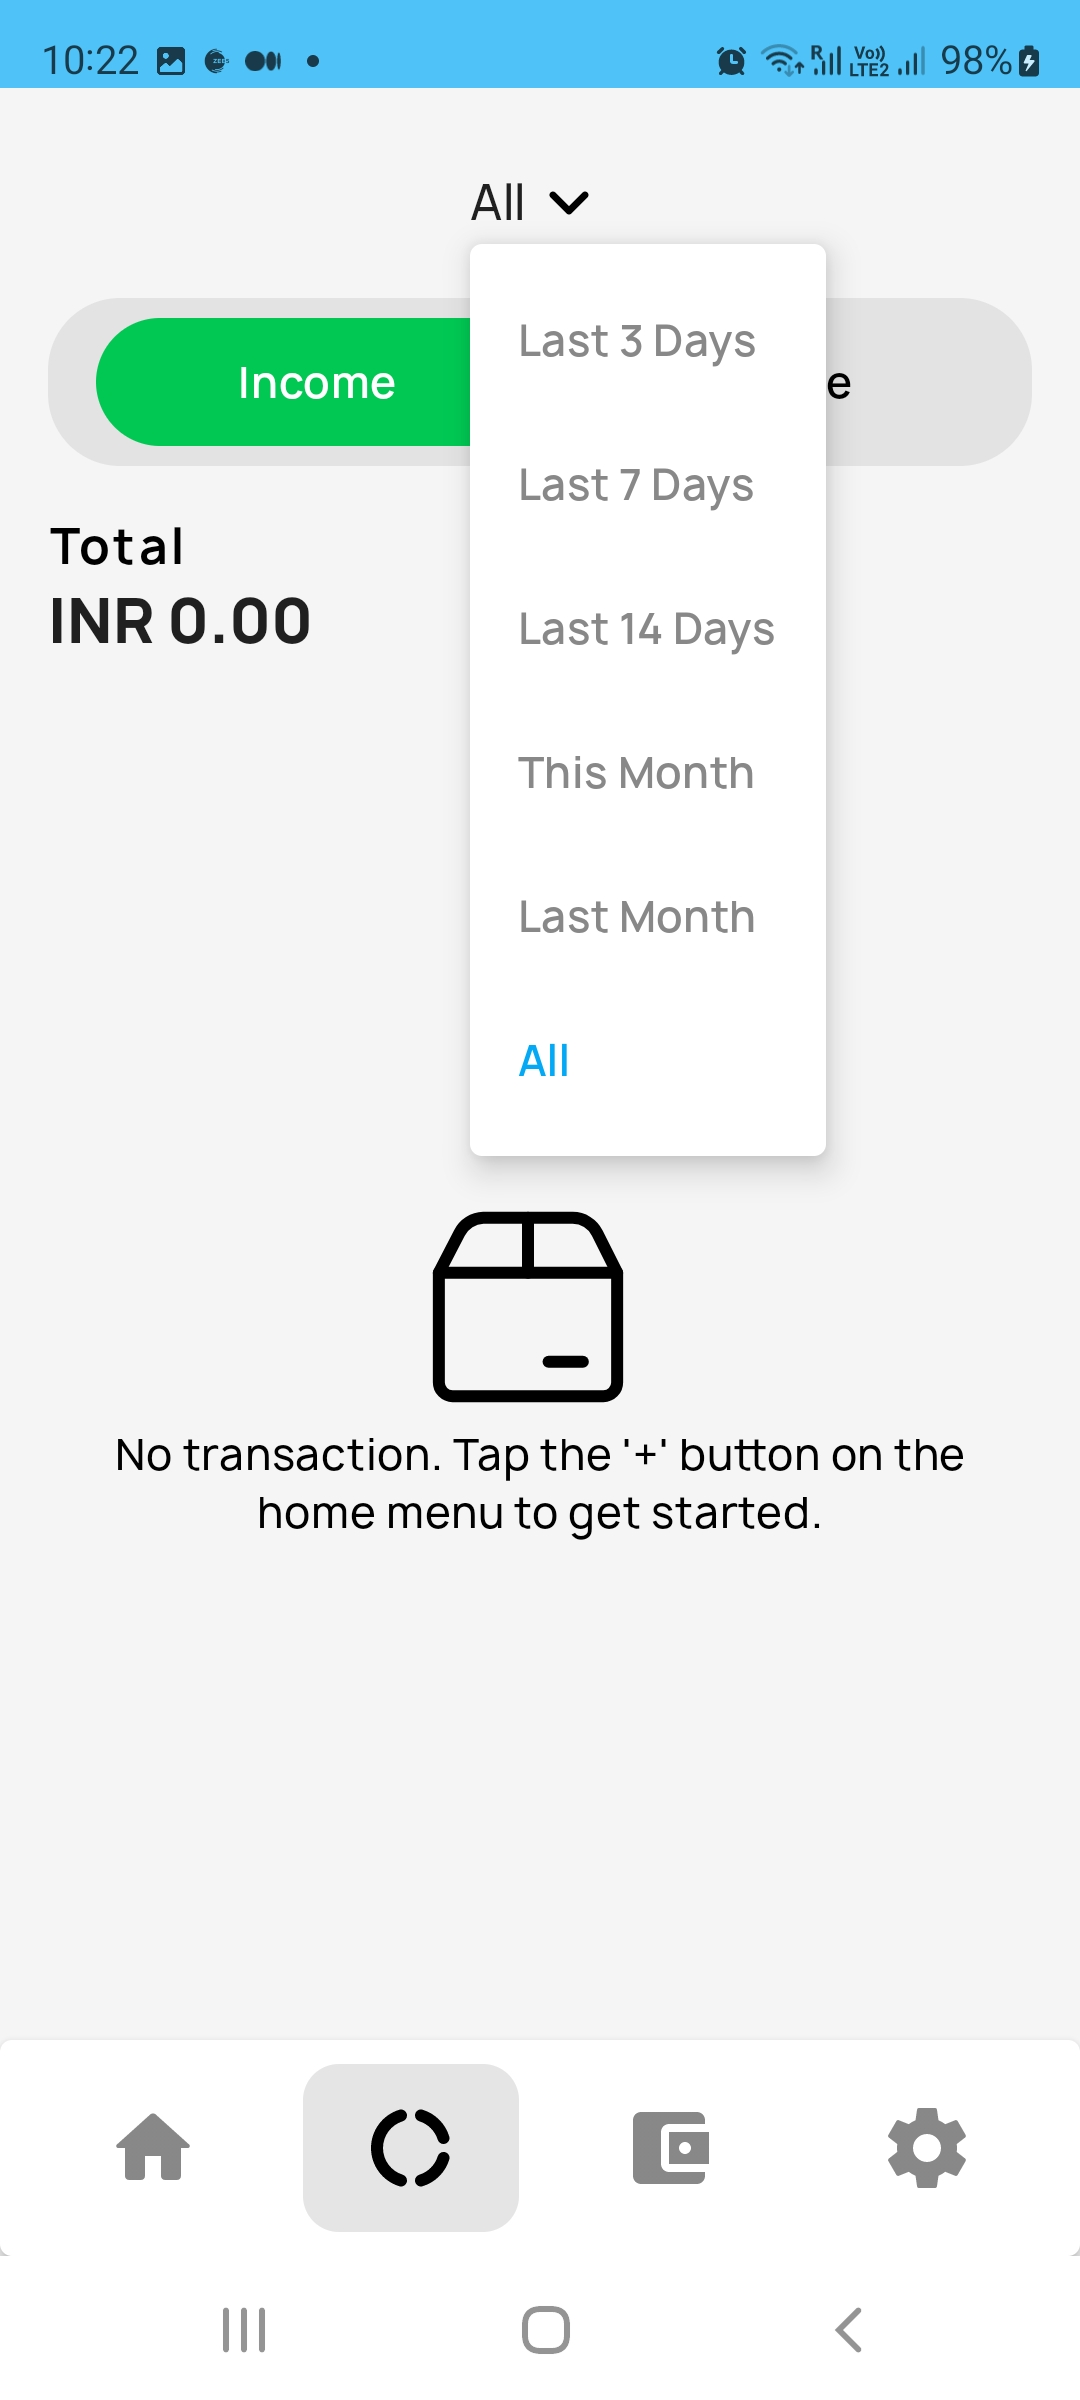 10:22
R
Vo))
LTE2
98%
All
Income
e
Total
INR 0.00
Last 3 Days
Last 7 Days
Last 14 Days
This Month
Last Month
All
No transaction. Tap the '+' button on the
home menu to get started.